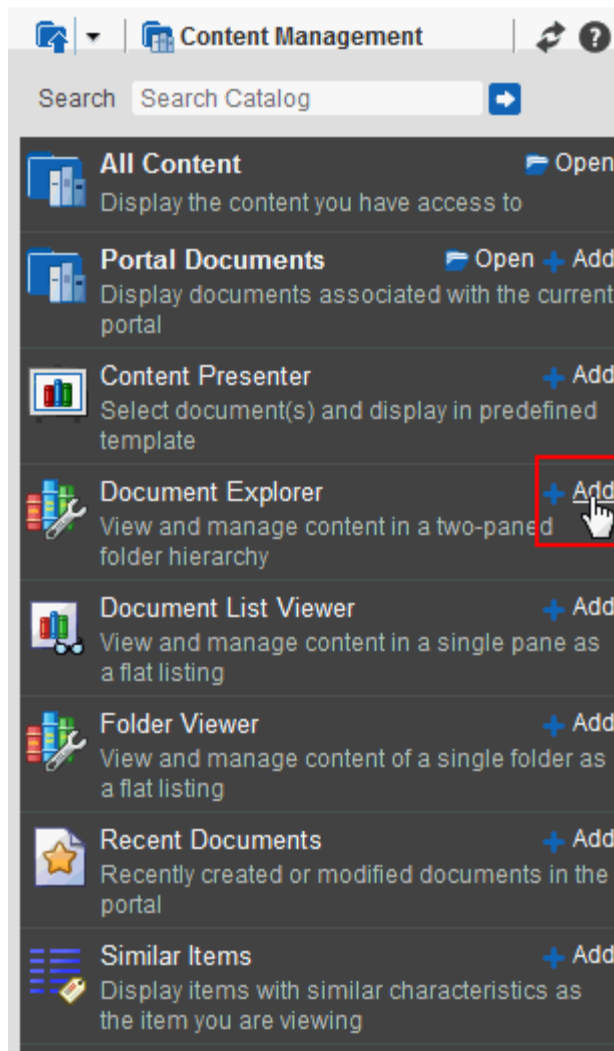 Content Management
Search Search Catalog
All Content Open
Display the content you have access to
Portal Documents Open Add
Display documents associated with the current
portal
Content Presenter Add
Select document(s) and display in predefined
template
Document Explorer Add
View and manage content in a two-paned
folder hierarchy
Document List Viewer Add
View and manage content in a single pane as
a flat listing
Folder Viewer Add
View and manage content of a single folder as
a flat listing
Recent Documents Add
Recently created or modified documents in the
portal
Similar Items Add
Display items with similar characteristics as
the item you are viewing